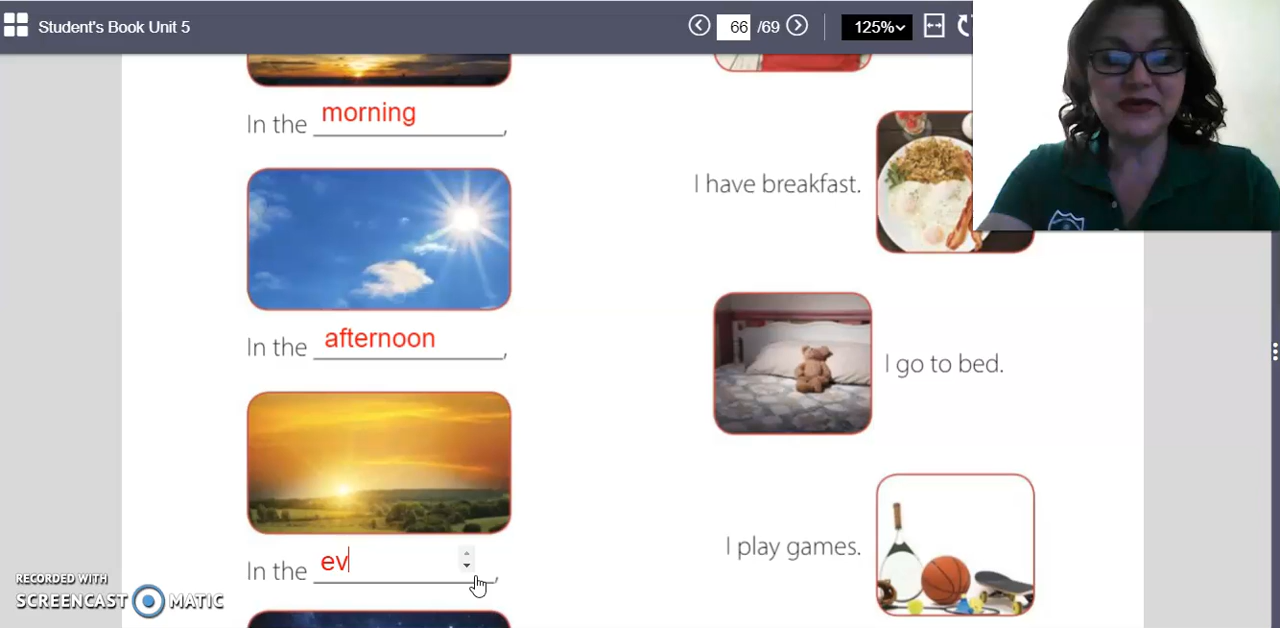 Student's Book Unit 5
66 /69
125%
In the morning,
I have breakfast.
In the afternoon,
I go to bed.
In the ev,
I play games.
RECORDED WITH
SCREENCAST MATIC